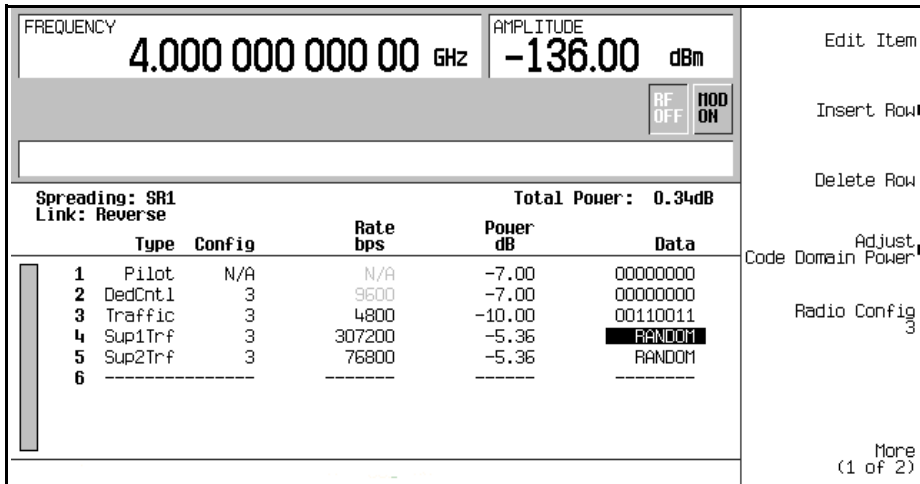 FREQUENCY
4.000 000 000 00 GHz
AMPLITUDE
-136.00 dBm
RF OFF
MOD ON
Spreading: SR1
Total Power: 0.34dB
Link: Reverse
Type Config Rate bps Power dB Data
1 Pilot N/A N/A -7.00 00000000
2 DedCntl 3 9600 -7.00 00000000
3 Traffic 3 4800 -10.00 00110011
4 Sup1Trf 3 307200 -5.36 RANDOM
5 Sup2Trf 3 76800 -5.36 RANDOM
6 --------------- ------- ------ --------
Edit Item
Insert Row
Delete Row
Adjust
Code Domain Power
Radio Config
3
More
(1 of 2)